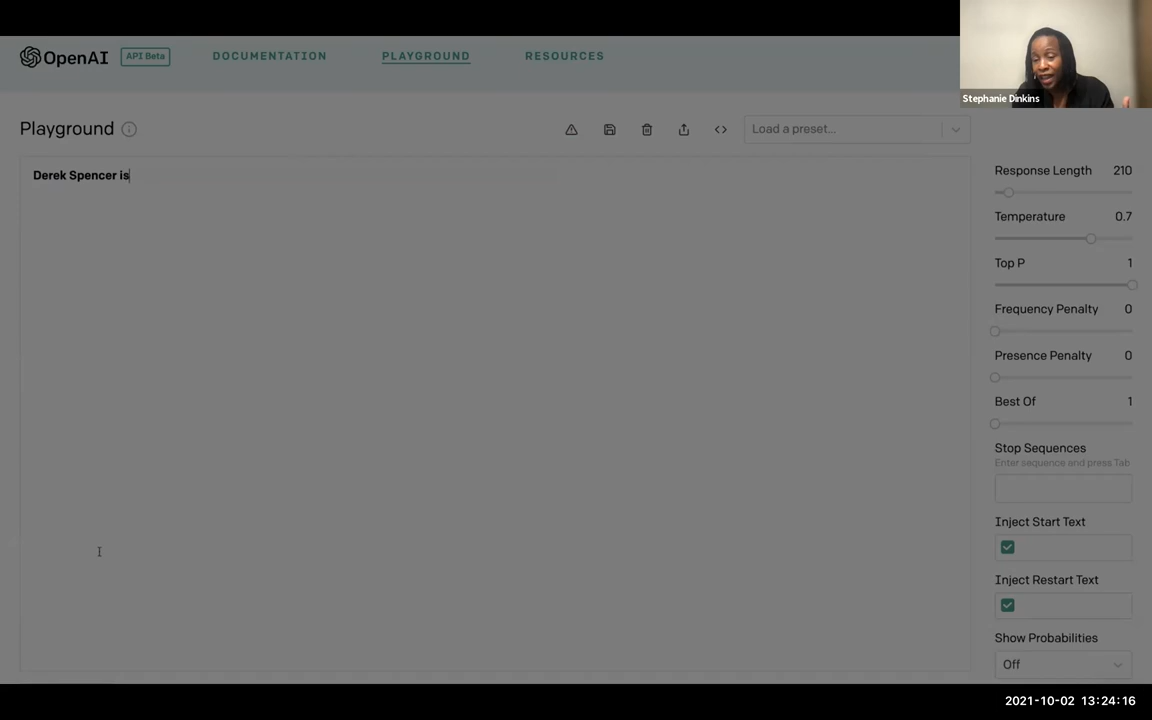 OpenAI API Beta DOCUMENTATION PLAYGROUND RESOURCES
Stephanie Dinkins
Playground
Load a preset...
Derek Spencer is
Response Length 210
Temperature 0.7
Top P 1
Frequency Penalty 0
Presence Penalty 0
Best Of 1
Stop Sequences
Enter sequence and press Tab
Inject Start Text
Inject Restart Text
Show Probabilities
Off
2021-10-02 13:24:16